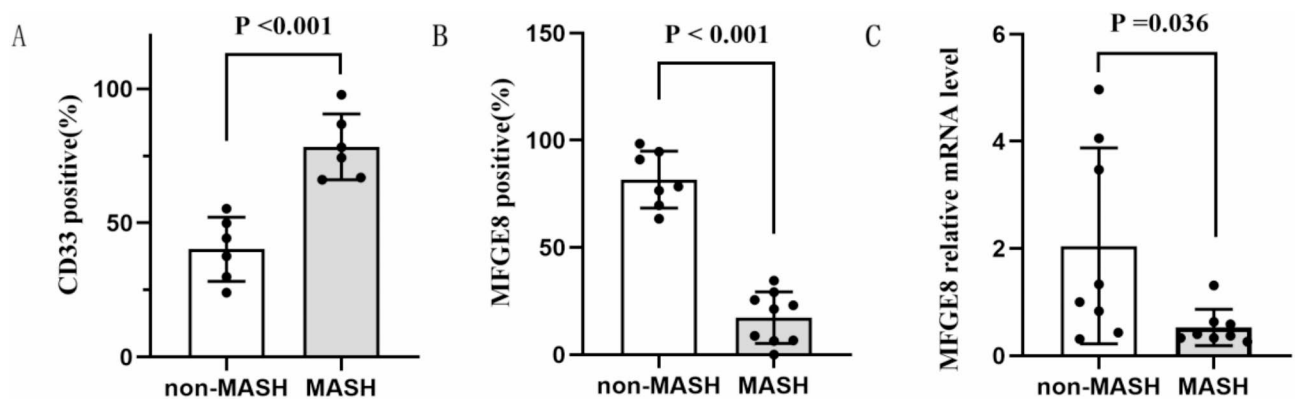 A
P <0.001
CD33 positive(%)
100
50
0
non-MASH MASH
B
P < 0.001
MFGE8 positive(%)
150
100
50
0
non-MASH MASH
C
P =0.036
MFGE8 relative mRNA level
6
4
2
0
non-MASH MASH